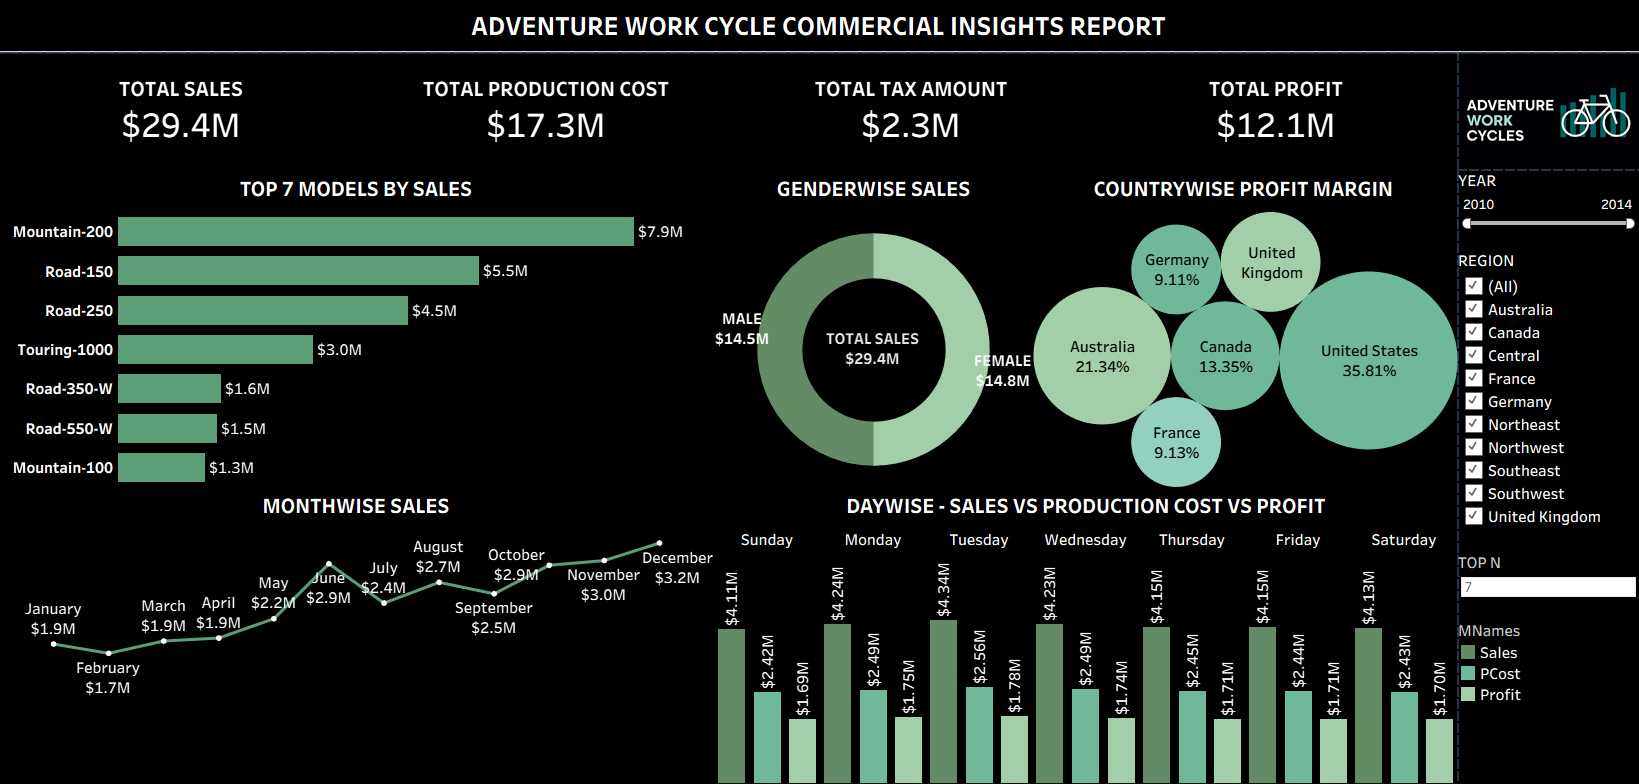 ADVENTURE WORK CYCLE COMMERCIAL INSIGHTS REPORT
TOTAL SALES
$29.4M
TOTAL PRODUCTION COST
$17.3M
TOTAL TAX AMOUNT
$2.3M
TOTAL PROFIT
$12.1M
ADVENTURE
WORK
CYCLES
TOP 7 MODELS BY SALES
Mountain-200 $7.9M
Road-150 $5.5M
Road-250 $4.5M
Touring-1000 $3.0M
Road-350-W $1.6M
Road-550-W $1.5M
Mountain-100 $1.3M
GENDERWISE SALES
MALE
$14.5M
TOTAL SALES
$29.4M
FEMALE
$14.8M
COUNTRYWISE PROFIT MARGIN
Germany
9.11%
United
Kingdom
Australia
21.34%
Canada
13.35%
United States
35.81%
France
9.13%
YEAR
2010 2014
REGION
(All)
Australia
Canada
Central
France
Germany
Northeast
Northwest
Southeast
Southwest
United Kingdom
TOP N
7
MNames
Sales
PCost
Profit
MONTHWISE SALES
January
$1.9M
February
$1.7M
March
$1.9M
April
$1.9M
May
$2.2M
June
$2.9M
July
$2.4M
August
$2.7M
September
$2.5M
October
$2.9M
November
$3.0M
December
$3.2M
DAYWISE - SALES VS PRODUCTION COST VS PROFIT
Sunday Monday Tuesday Wednesday Thursday Friday Saturday
$4.11M
$2.42M
$1.69M
$4.24M
$2.49M
$1.75M
$4.34M
$2.56M
$1.78M
$4.23M
$2.49M
$1.74M
$4.15M
$2.45M
$1.71M
$4.15M
$2.44M
$1.71M
$4.13M
$2.43M
$1.70M